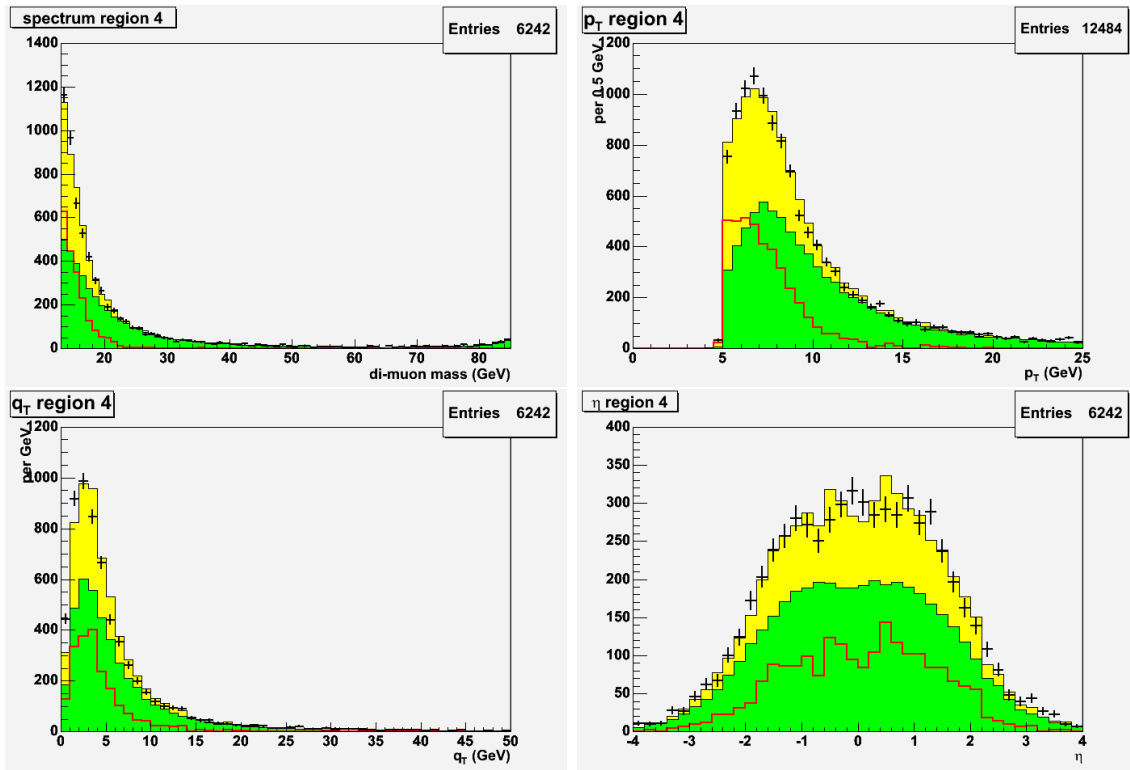 spectrum region 4
Entries 6242
1400
1200
1000
800
600
400
200
0
20 30 40 50 60 70 80
di-muon mass (GeV)
pT region 4
Entries 12484
per 0.5 GeV
1200
1000
800
600
400
200
0
0 5 10 15 20 25
pT (GeV)
qT region 4
Entries 6242
per GeV
1200
1000
800
600
400
200
0
0 5 10 15 20 25 30 35 40 45 50
qT (GeV)
η region 4
Entries 6242
400
350
300
250
200
150
100
50
0
-4 -3 -2 -1 0 1 2 3 4
η